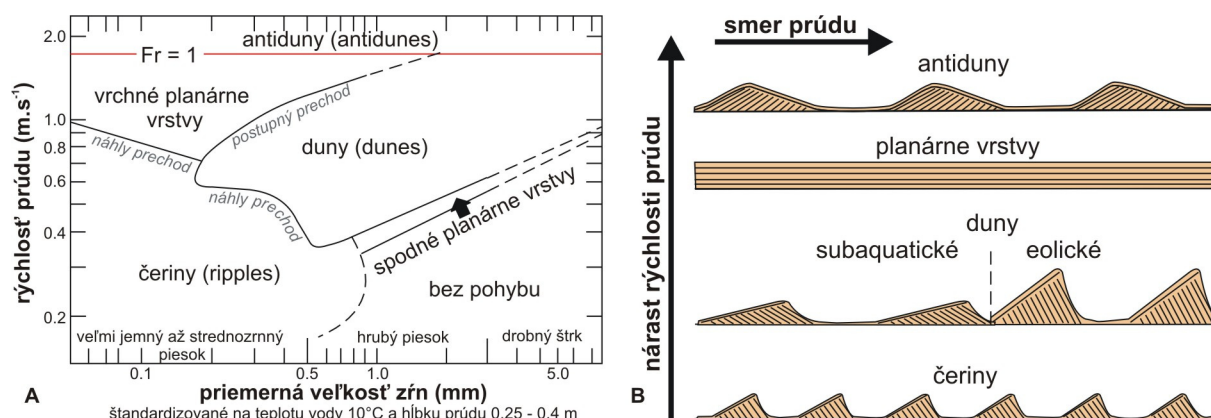 2.0
1.0
0.8
0.6
0.4
0.2
rýchlosť prúdu (m.s⁻¹)
antiduny (antidunes)
Fr = 1
vrchné planárne
vrstvy
postupný prechod
náhly prechod
duny (dunes)
náhly prechod
spodné planárne vrstvy
čeriny (ripples)
bez pohybu
veľmi jemný až strednozrnný
piesok
hrubý piesok
drobný štrk
0.1
0.5
1.0
5.0
A
priemerná veľkosť zŕn (mm)
štandardizované na teplotu vody 10°C a hĺbku prúdu 0.25 - 0.4 m
smer prúdu
nárast rýchlosti prúdu
antiduny
planárne vrstvy
duny
subaquatické
eolické
čeriny
B